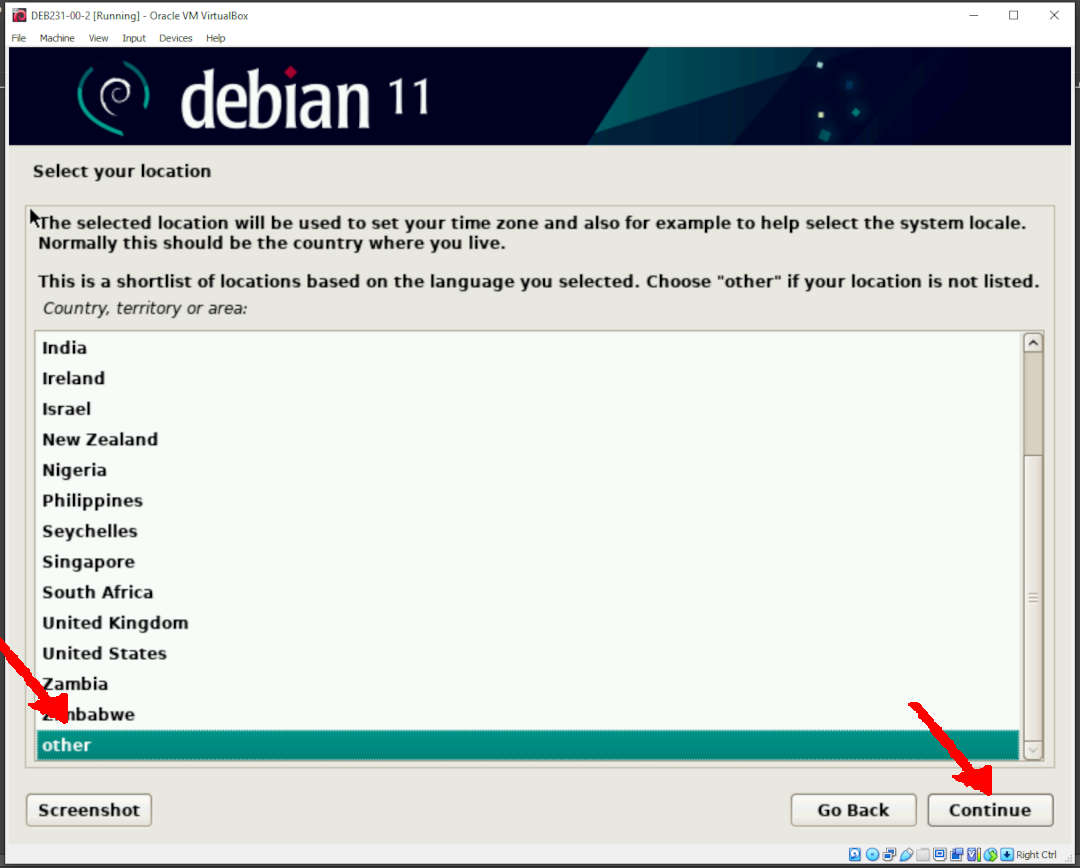 DEB231-00-2 [Running] - Oracle VM VirtualBox
File Machine View Input Devices Help
debian 11
Select your location
The selected location will be used to set your time zone and also for example to help select the system locale.
Normally this should be the country where you live.
This is a shortlist of locations based on the language you selected. Choose "other" if your location is not listed.
Country, territory or area:
India
Ireland
Israel
New Zealand
Nigeria
Philippines
Seychelles
Singapore
South Africa
United Kingdom
United States
Zambia
Zimbabwe
other
Screenshot Go Back Continue
Right Ctrl